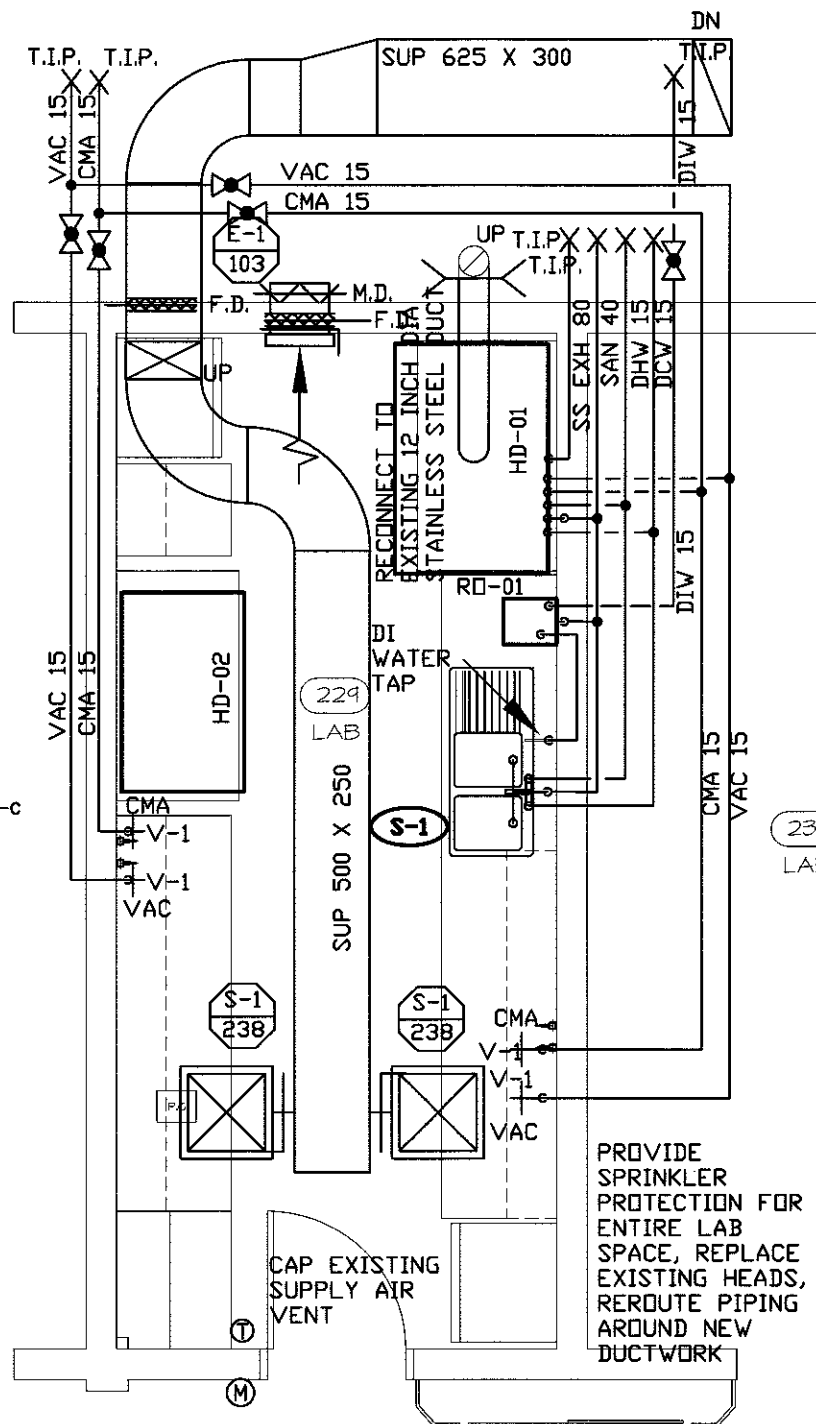 DN
T.I.P. T.I.P.
SUP 625 X 300
T.I.P.
VAC 15
CMA 15
DIW 15
VAC 15
CMA 15
E-1
103
UP
T.I.P.
T.I.P.
M.D.
F.D.
F.D.
UP
SS EXH 80
SAN 40
DHW 15
DCW 15
RECONNECT TO
EXISTING 12 INCH DIA
STAINLESS STEEL DUCT
HD-01
RO-01
DIW 15
DI
WATER
TAP
HD-02
229
LAB
VAC 15
CMA 15
SUP 500 X 250
CMA 15
VAC 15
-c
CMA
V-1
V-1
VAC
S-1
23
LA
S-1
238
S-1
238
CMA
V-1
V-1
VAC
PROVIDE
SPRINKLER
PROTECTION FOR
ENTIRE LAB
SPACE, REPLACE
EXISTING HEADS,
REROUTE PIPING
AROUND NEW
DUCTWORK
CAP EXISTING
SUPPLY AIR
VENT
T
M